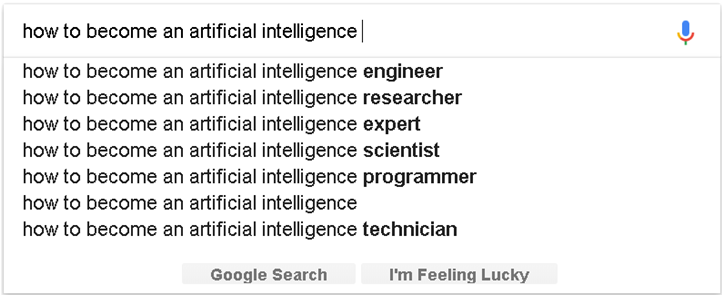 how to become an artificial intelligence
how to become an artificial intelligence engineer
how to become an artificial intelligence researcher
how to become an artificial intelligence expert
how to become an artificial intelligence scientist
how to become an artificial intelligence programmer
how to become an artificial intelligence
how to become an artificial intelligence technician
Google Search I'm Feeling Lucky